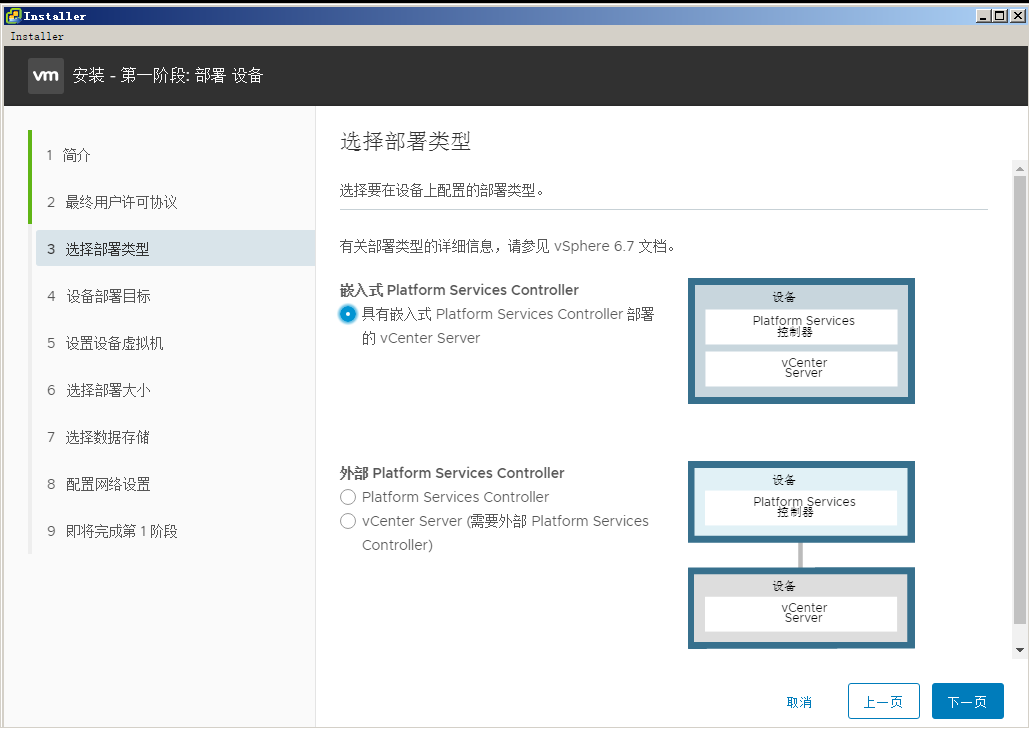 Installer
Installer
vm 安装 - 第一阶段: 部署 设备
1 简介
2 最终用户许可协议
3 选择部署类型
4 设备部署目标
5 设置设备虚拟机
6 选择部署大小
7 选择数据存储
8 配置网络设置
9 即将完成第 1 阶段
选择部署类型
选择要在设备上配置的部署类型。
有关部署类型的详细信息，请参见 vSphere 6.7 文档。
嵌入式 Platform Services Controller
具有嵌入式 Platform Services Controller 部署
的 vCenter Server
设备
Platform Services
控制器
vCenter
Server
外部 Platform Services Controller
Platform Services Controller
vCenter Server (需要外部 Platform Services
Controller)
设备
Platform Services
控制器
设备
vCenter
Server
取消
上一页
下一页